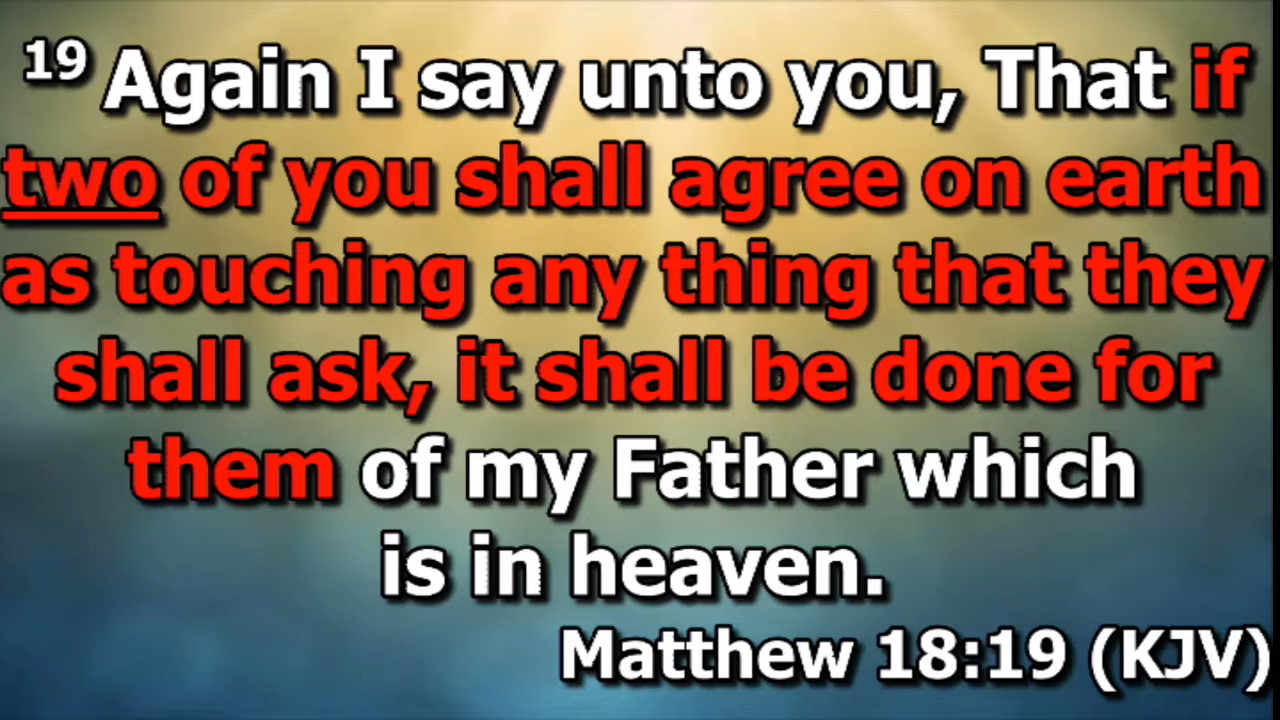 19 Again I say unto you, That if
two of you shall agree on earth
as touching any thing that they
shall ask, it shall be done for
them of my Father which
is in heaven.
Matthew 18:19 (KJV)